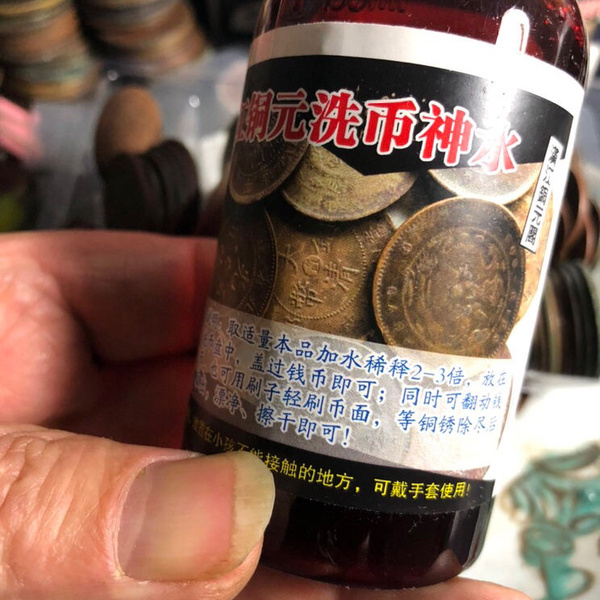 铜元洗币神水
取适量本品加水稀释2-3倍，放在
盘中，盖过钱币即可；同时可翻动钱
也可用刷子轻刷币面，等铜锈除尽后
漂净、擦干即可！
在小孩不能接触的地方，可戴手套使用！